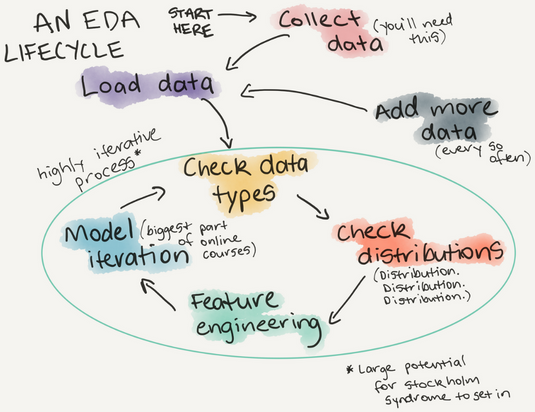 AN EDA
LIFECYCLE
START
HERE
Collect
data
(you'll need
this)
Load data
Add more
data
(every so
often)
highly iterative
process*
Check data
types
Model
iteration
(biggest part
of online
courses)
Check
distributions
(Distribution.
Distribution.
Distribution.)
Feature
engineering
* Large potential
for stockholm
syndrome to set in